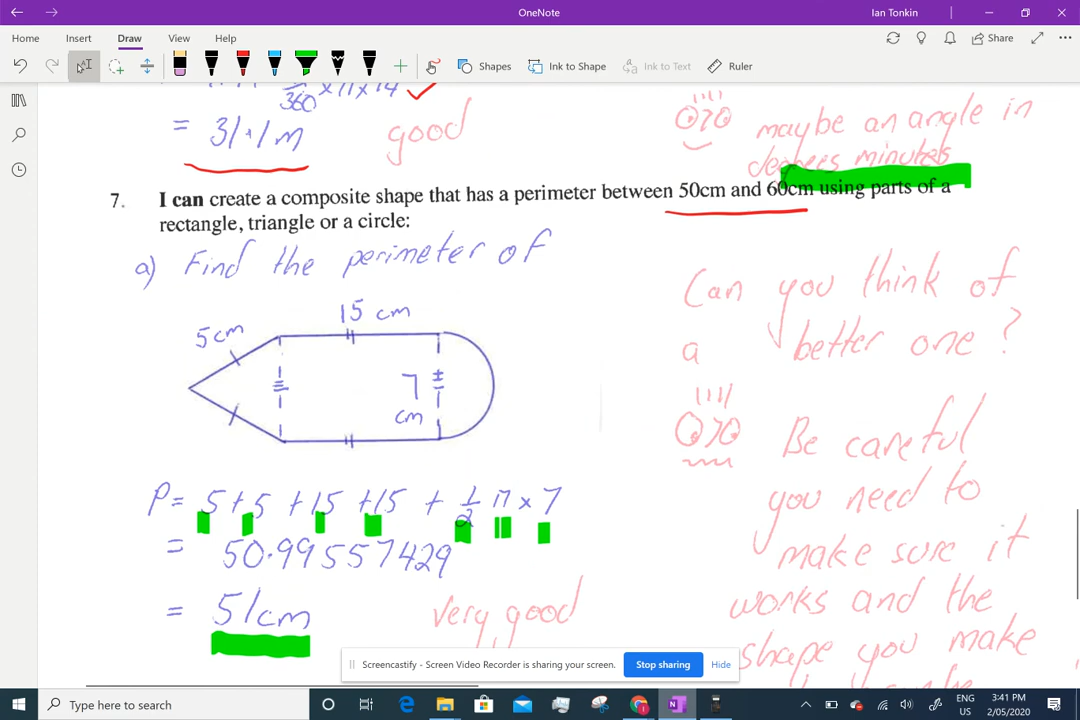 OneNote
Ian Tonkin
Home Insert Draw View Help
Share
Shapes Ink to Shape Ink to Text Ruler
360 × 11 × 14
= 31.1 m good
maybe an angle in
degrees minutes
7. I can create a composite shape that has a perimeter between 50cm and 60cm using parts of a
rectangle, triangle or a circle:
a) Find the perimeter of
Can you think of
a better one?
15 cm
5cm
7
cm
Be careful
you need to
make sure it
works and the
shape you make
P = 5 + 5 + 15 + 15 + 1/2 π × 7
= 50.99557429
= 51cm
very good
Screencastify - Screen Video Recorder is sharing your screen. Stop sharing Hide
Type here to search
ENG
US
3:41 PM
2/05/2020